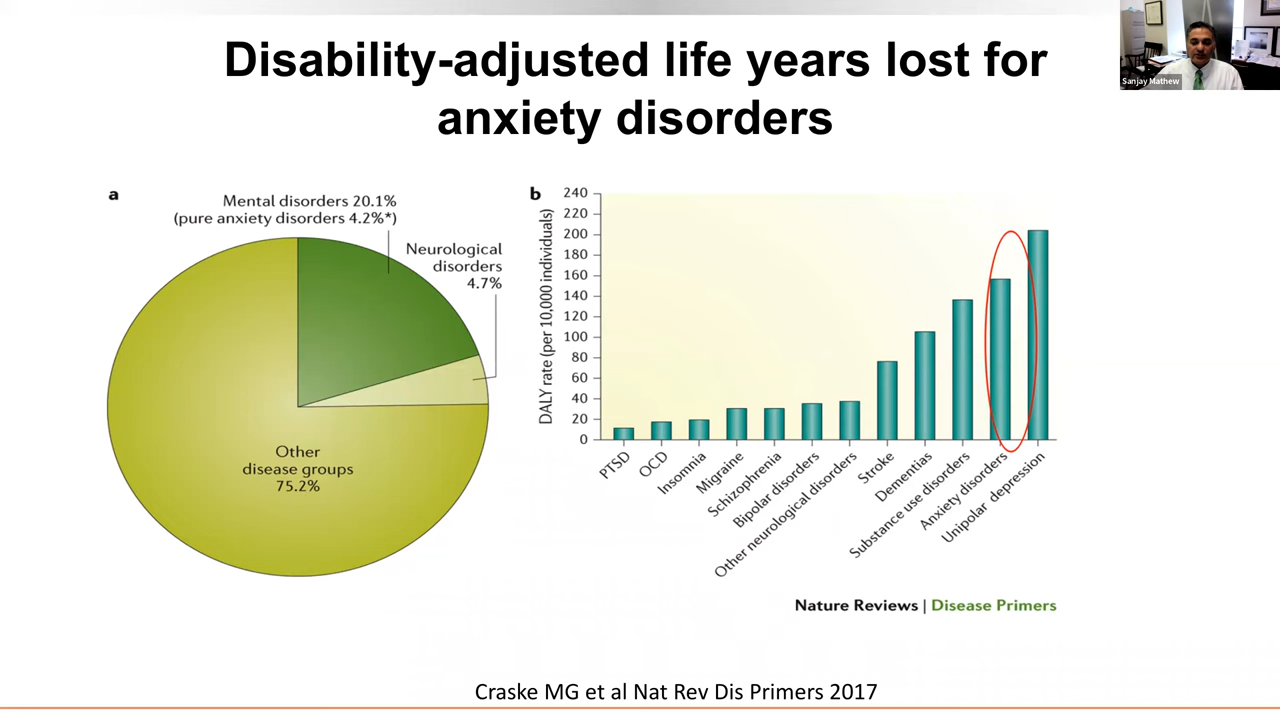 Disability-adjusted life years lost for
anxiety disorders
Sanjay Mathew
a
Mental disorders 20.1%
(pure anxiety disorders 4.2%*)
Neurological
disorders
4.7%
Other
disease groups
75.2%
b
DALY rate (per 10,000 individuals)
240
220
200
180
160
140
120
100
80
60
40
20
0
PTSD
OCD
Insomnia
Migraine
Schizophrenia
Bipolar disorders
Other neurological disorders
Stroke
Dementias
Substance use disorders
Anxiety disorders
Unipolar depression
Nature Reviews | Disease Primers
Craske MG et al Nat Rev Dis Primers 2017